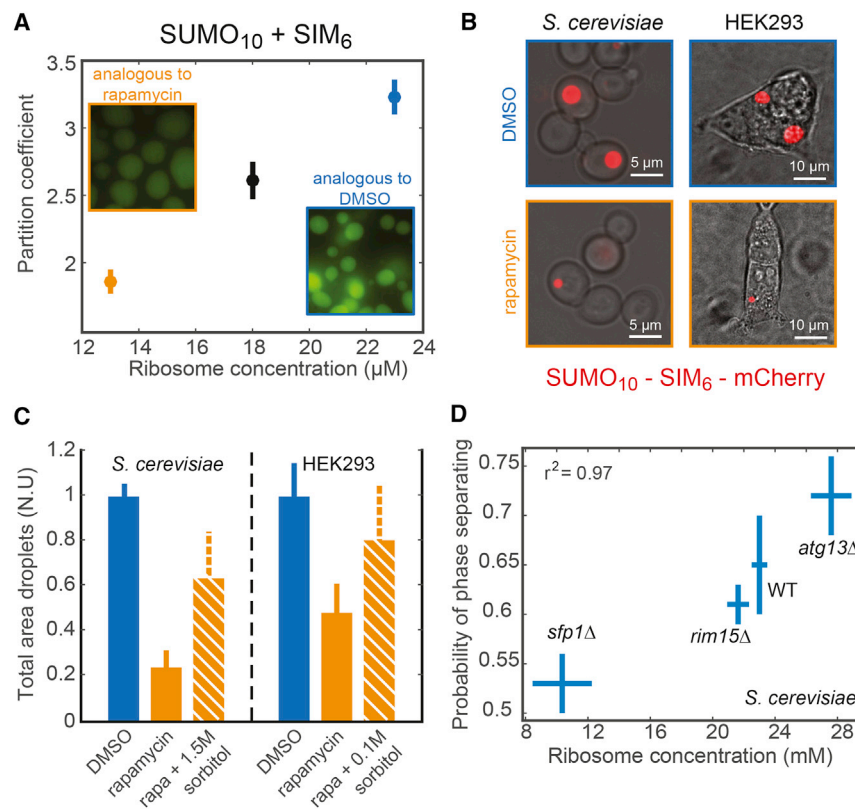 A
SUMO10 + SIM6
analogous to
rapamycin
analogous to
DMSO
Partition coefficient
3.5
3
2.5
2
12 14 16 18 20 22 24
Ribosome concentration (µM)
B
S. cerevisiae HEK293
DMSO
5 µm 10 µm
rapamycin
5 µm 10 µm
SUMO10 - SIM6 - mCherry
C
Total area droplets (N.U)
1.2
1
0.8
0.6
0.4
0.2
0
S. cerevisiae HEK293
DMSO
rapamycin
rapa + 1.5M
sorbitol
DMSO
rapamycin
rapa + 0.1M
sorbitol
D
Probability of phase separating
0.75
0.7
0.65
0.6
0.55
0.5
r2 = 0.97
atg13Δ
WT
rim15Δ
sfp1Δ
S. cerevisiae
8 12 16 20 24 28
Ribosome concentration (mM)